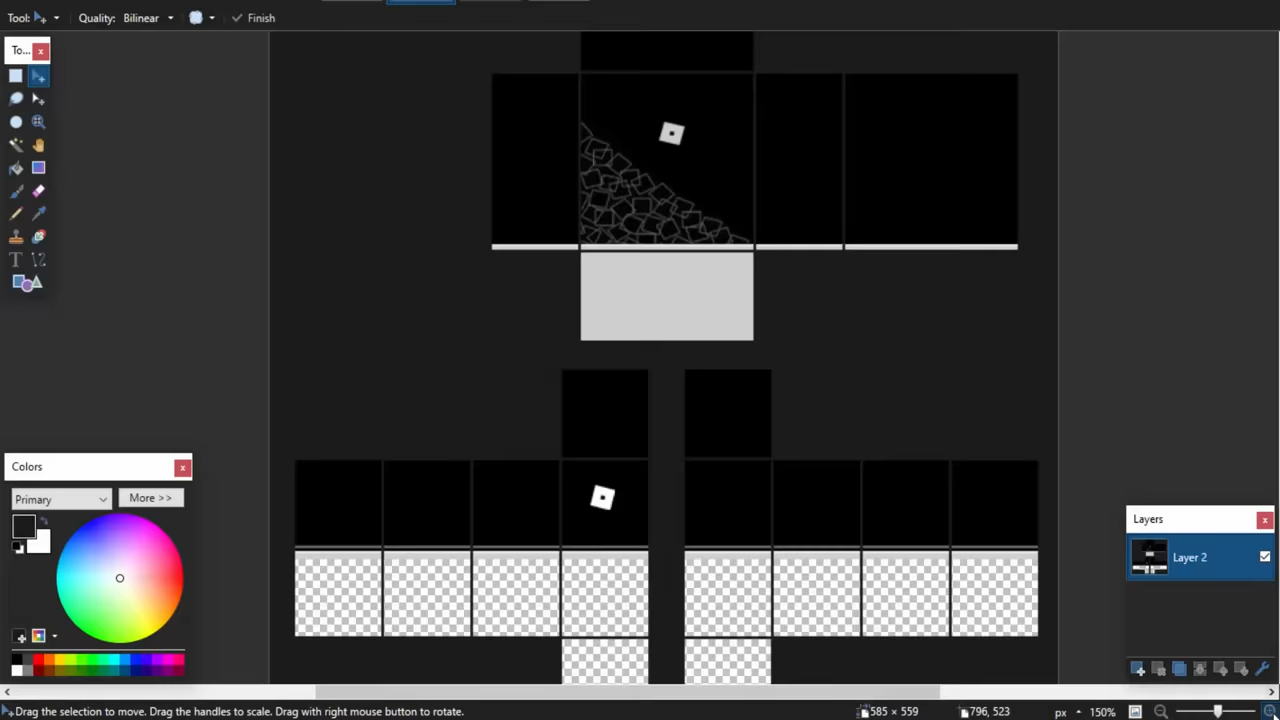 Tool:
Quality: Bilinear
Finish
To...
Colors
Primary
More >>
Layers
Layer 2
Drag the selection to move. Drag the handles to scale. Drag with right mouse button to rotate.
585 × 559
796, 523
px
150%